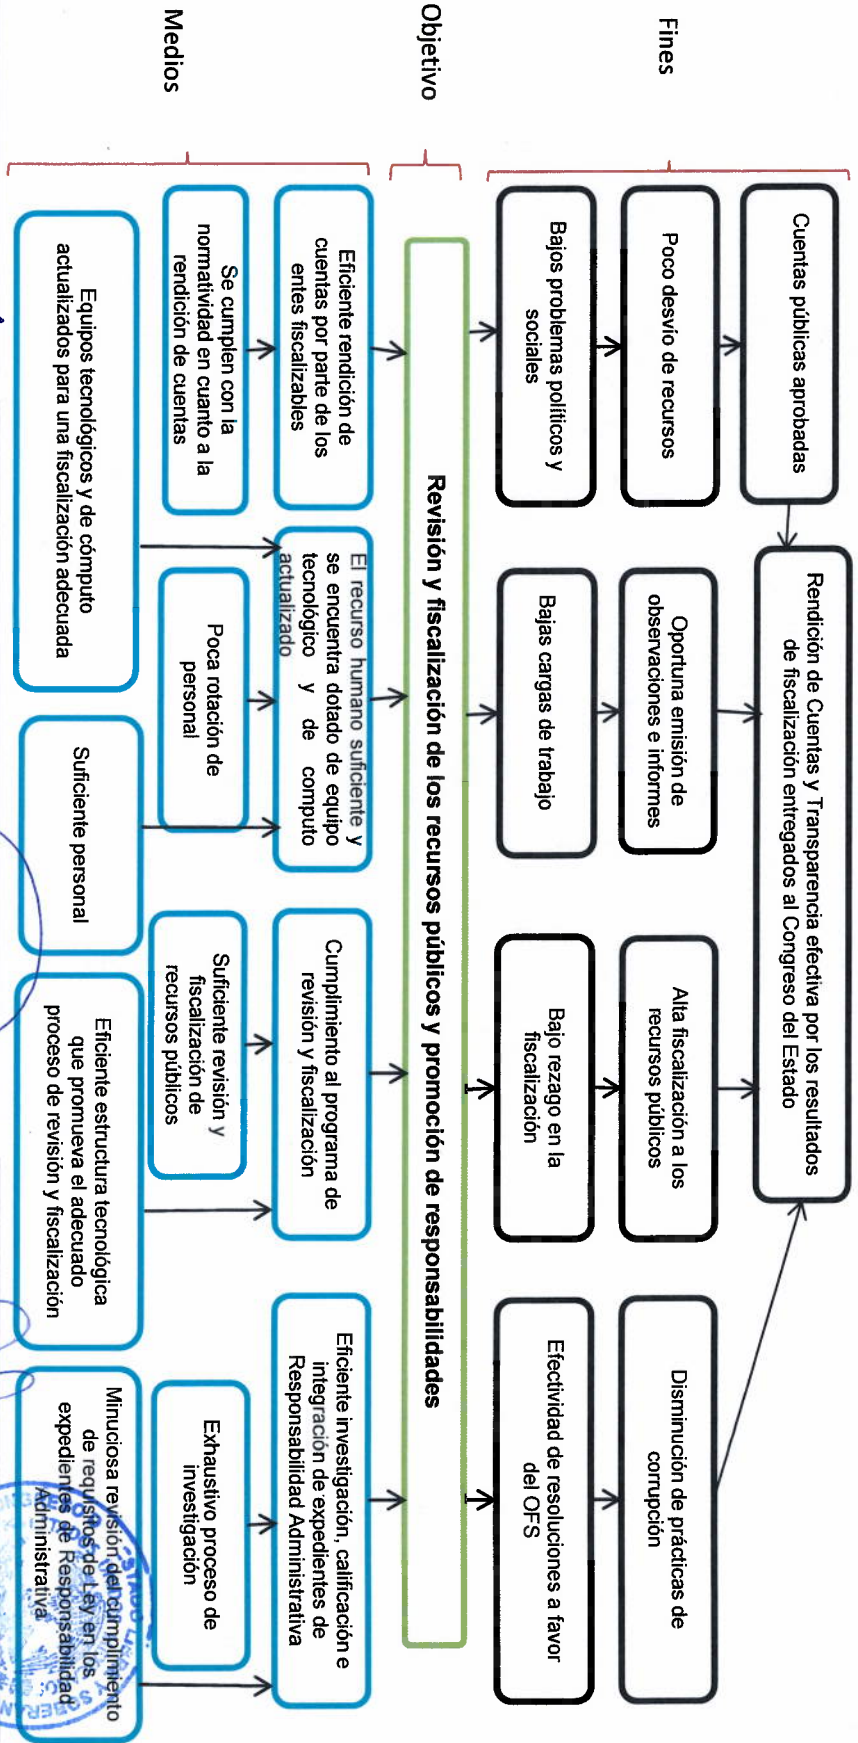 Fines
Rendición de Cuentas y Transparencia efectiva por los resultados
de fiscalización entregados al Congreso del Estado
Cuentas públicas aprobadas
Poco desvío de recursos
Oportuna emisión de
observaciones e informes
Alta fiscalización a los
recursos públicos
Disminución de prácticas de
corrupción
Bajos problemas políticos y
sociales
Bajas cargas de trabajo
Bajo rezago en la
fiscalización
Efectividad de resoluciones a favor
del OFS
Objetivo
Revisión y fiscalización de los recursos públicos y promoción de responsabilidades
Medios
Eficiente rendición de
cuentas por parte de los
entes fiscalizables
El recurso humano suficiente y
se encuentra dotado de equipo
tecnológico y de computo
actualizado
Cumplimiento al programa de
revisión y fiscalización
Eficiente investigación, calificación e
integración de expedientes de
Responsabilidad Administrativa
Se cumplen con la
normatividad en cuanto a la
rendición de cuentas
Poca rotación de
personal
Suficiente revisión y
fiscalización de
recursos públicos
Exhaustivo proceso de
investigación
Equipos tecnológicos y de cómputo
actualizados para una fiscalización adecuada
Suficiente personal
Eficiente estructura tecnológica
que promueva el adecuado
proceso de revisión y fiscalización
Minuciosa revisión del cumplimiento
de requisitos de Ley en los
expedientes de Responsabilidad
Administrativa